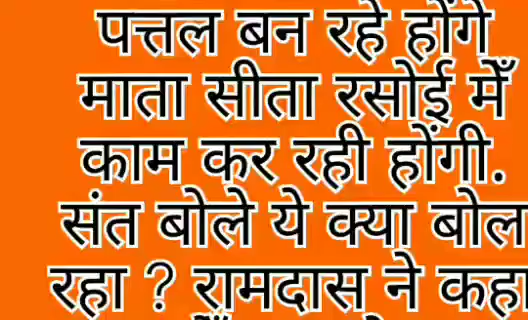 पत्तल बन रहे होंगे
माता सीता रसोई मेँ
काम कर रही होंगी.
संत बोले ये क्या बोल
रहा ? रामदास ने कहा